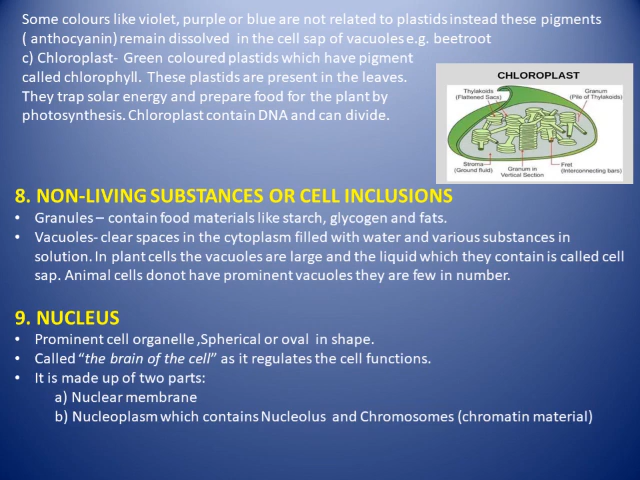 Some colours like violet, purple or blue are not related to plastids instead these pigments
( anthocyanin) remain dissolved in the cell sap of vacuoles e.g. beetroot
c) Chloroplast- Green coloured plastids which have pigment
called chlorophyll. These plastids are present in the leaves.
They trap solar energy and prepare food for the plant by
photosynthesis. Chloroplast contain DNA and can divide.
CHLOROPLAST
Thylakoids
(Flattened Sacs)
Granum
(Pile of Thylakoids)
Stroma
(Ground fluid)
Granum in
Vertical Section
Fret
(Interconnecting bars)
8. NON-LIVING SUBSTANCES OR CELL INCLUSIONS
• Granules – contain food materials like starch, glycogen and fats.
• Vacuoles- clear spaces in the cytoplasm filled with water and various substances in
solution. In plant cells the vacuoles are large and the liquid which they contain is called cell
sap. Animal cells donot have prominent vacuoles they are few in number.
9. NUCLEUS
• Prominent cell organelle ,Spherical or oval in shape.
• Called “the brain of the cell” as it regulates the cell functions.
• It is made up of two parts:
a) Nuclear membrane
b) Nucleoplasm which contains Nucleolus and Chromosomes (chromatin material)